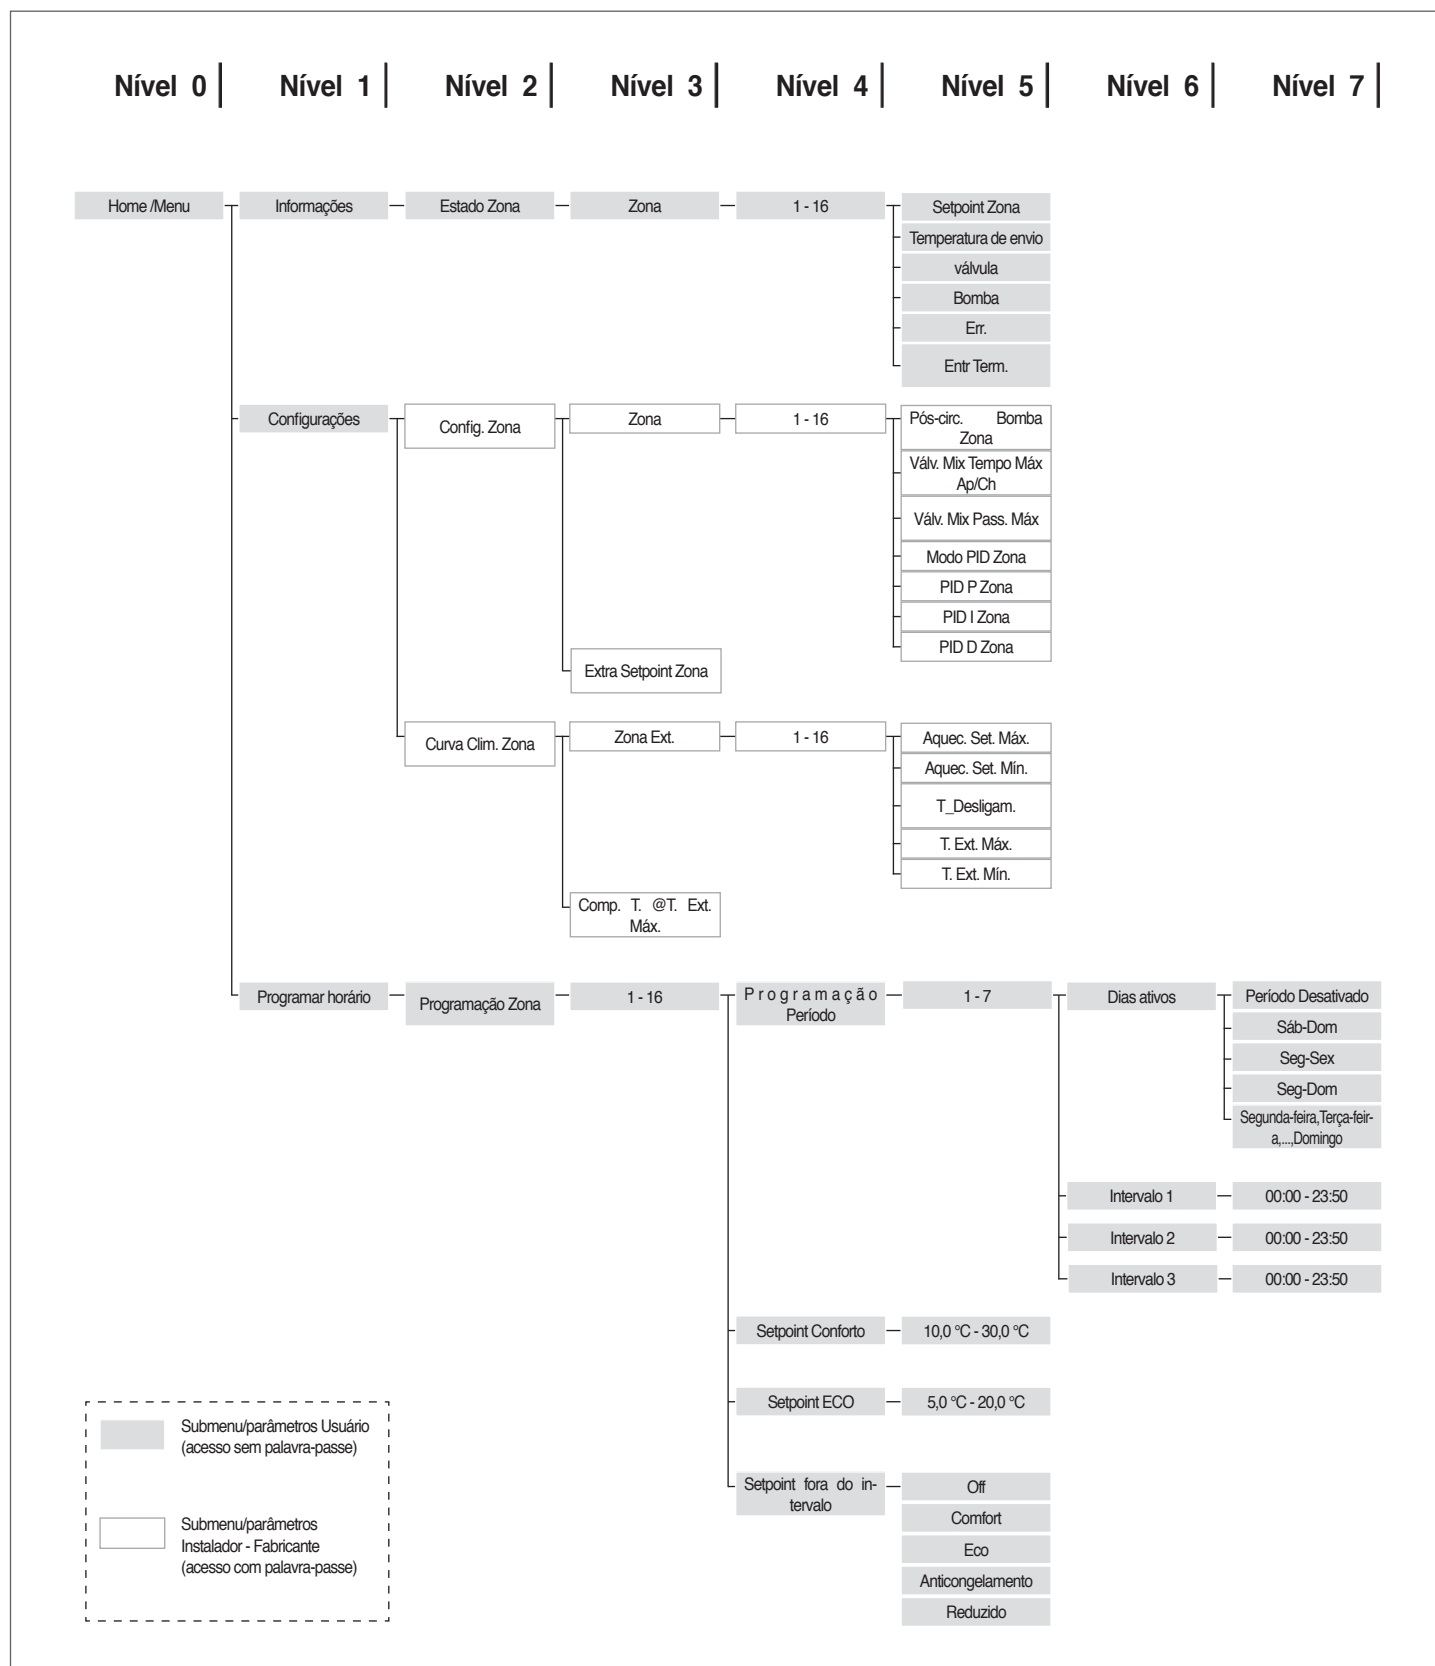 Nível 0
Nível 1
Nível 2
Nível 3
Nível 4
Nível 5
Nível 6
Nível 7
Home /Menu
Informações
Estado Zona
Zona
1 - 16
Setpoint Zona
Temperatura de envio
válvula
Bomba
Err.
Entr Term.
Configurações
Config. Zona
Zona
1 - 16
Pós-circ. Bomba
Zona
Válv. Mix Tempo Máx
Ap/Ch
Válv. Mix Pass. Máx
Modo PID Zona
PID P Zona
PID I Zona
PID D Zona
Extra Setpoint Zona
Curva Clim. Zona
Zona Ext.
1 - 16
Aquec. Set. Máx.
Aquec. Set. Mín.
T_Desligam.
T. Ext. Máx.
T. Ext. Mín.
Comp. T. @T. Ext.
Máx.
Programar horário
Programação Zona
1 - 16
Programação
Período
1 - 7
Dias ativos
Período Desativado
Sáb-Dom
Seg-Sex
Seg-Dom
Segunda-feira,Terça-feir-
a,...,Domingo
Intervalo 1
00:00 - 23:50
Intervalo 2
00:00 - 23:50
Intervalo 3
00:00 - 23:50
Setpoint Conforto
10,0 °C - 30,0 °C
Setpoint ECO
5,0 °C - 20,0 °C
Setpoint fora do in-
tervalo
Off
Comfort
Eco
Anticongelamento
Reduzido
Submenu/parâmetros Usuário
(acesso sem palavra-passe)
Submenu/parâmetros
Instalador - Fabricante
(acesso com palavra-passe)